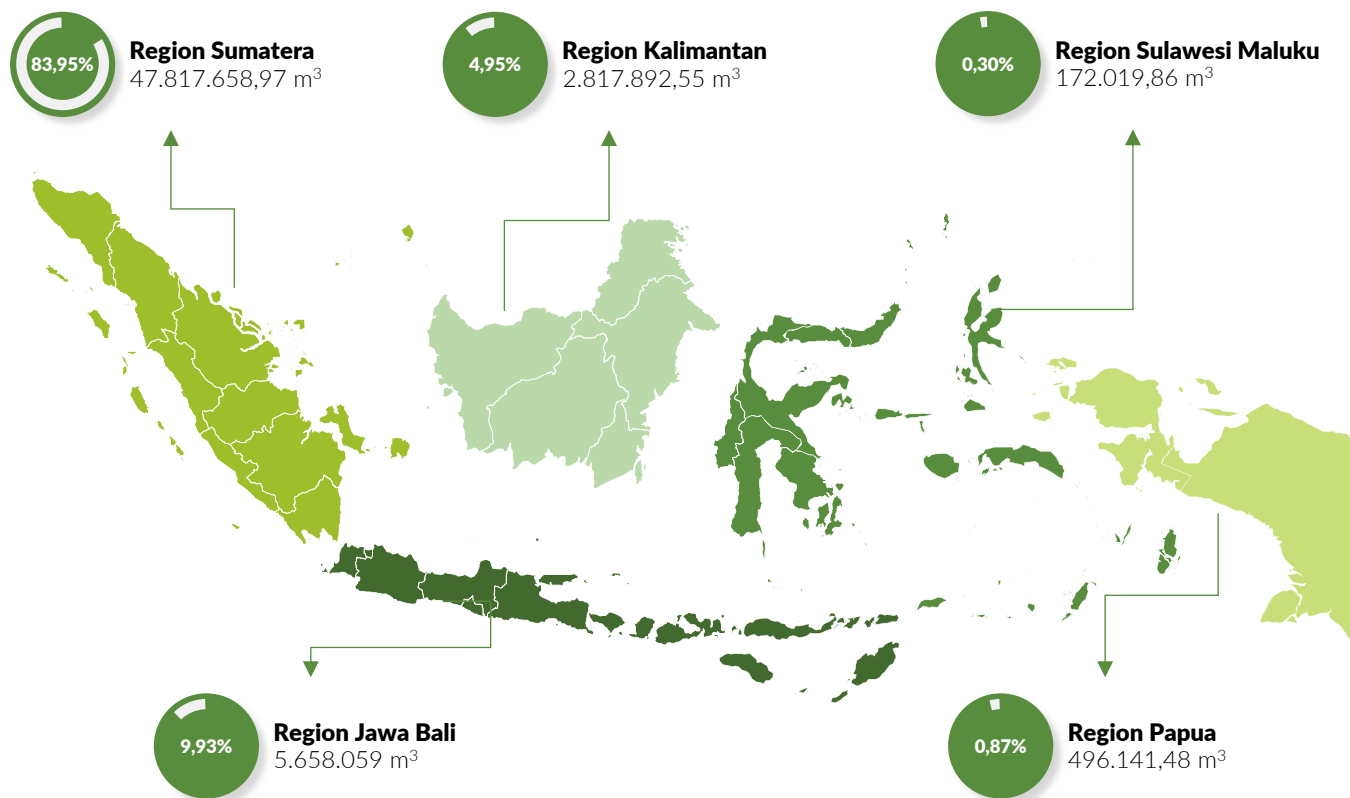 83,95%
Region Sumatera
47.817.658,97 m³
4,95%
Region Kalimantan
2.817.892,55 m³
0,30%
Region Sulawesi Maluku
172.019,86 m³
9,93%
Region Jawa Bali
5.658.059 m³
0,87%
Region Papua
496.141,48 m³